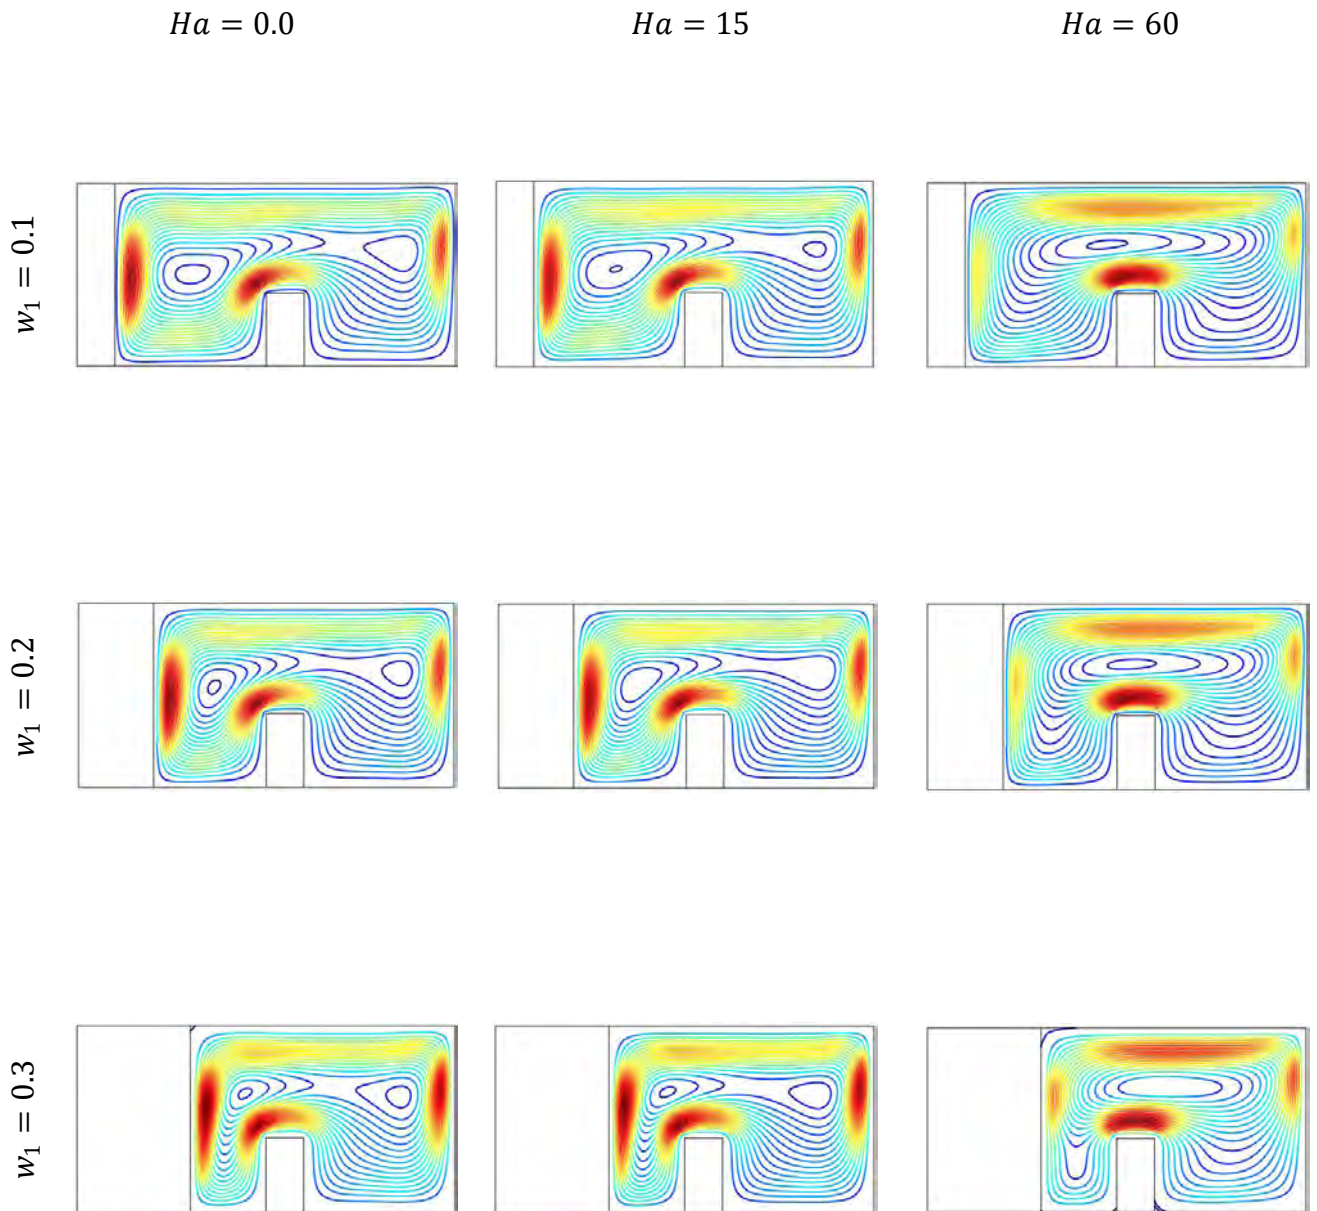 Ha = 0.0
Ha = 15
Ha = 60
w₁ = 0.1
w₁ = 0.2
w₁ = 0.3